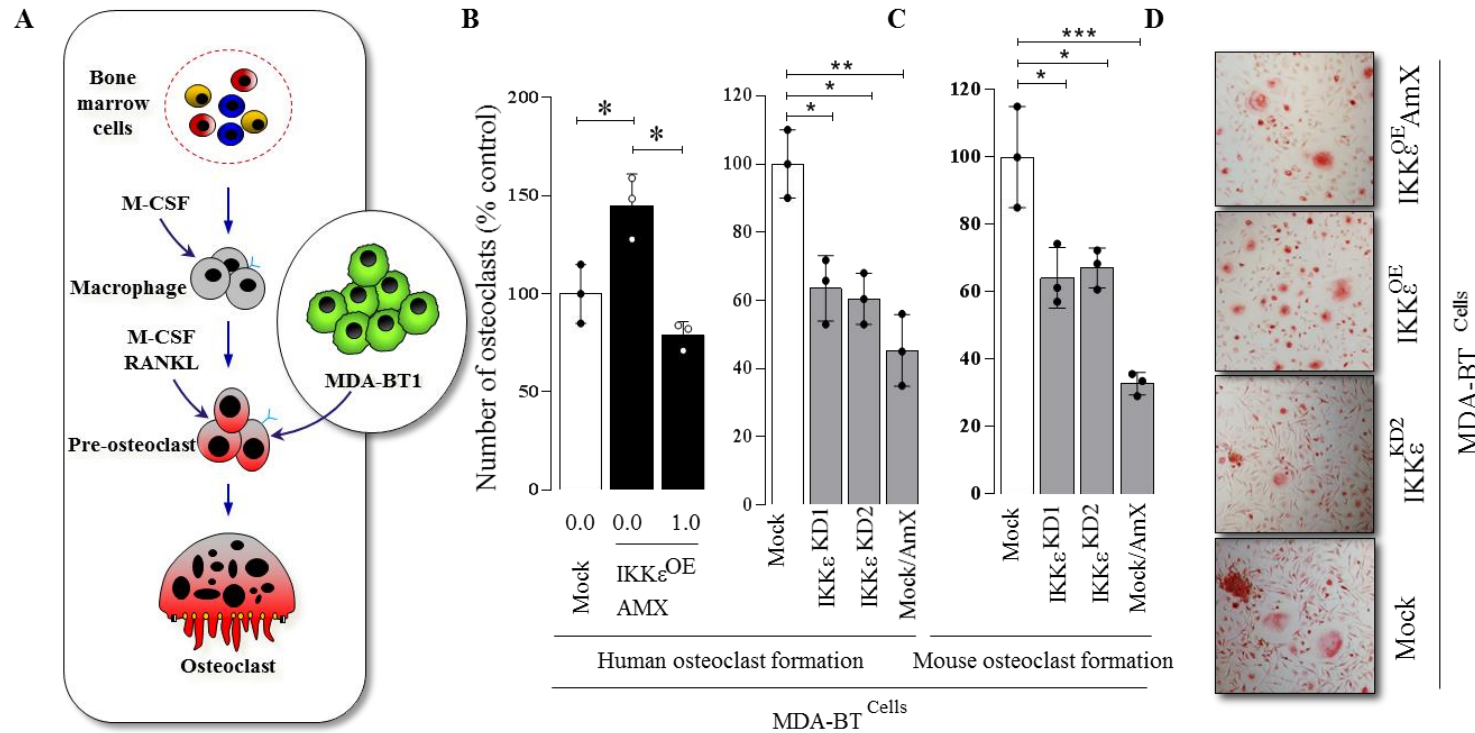 A
Bone
marrow
cells
M-CSF
Macrophage
M-CSF
RANKL
Pre-osteoclast
Osteoclast
MDA-BT1
B
Number of osteoclasts (% control)
200
150
100
50
0
*
*
0.0
0.0
1.0
Mock
IKKε^OE
AMX
120
100
80
60
40
20
0
**
*
*
Mock
IKKε^KD1
IKKε^KD2
Mock/AmX
Human osteoclast formation
C
120
100
80
60
40
20
0
***
*
*
Mock
IKKε^KD1
IKKε^KD2
Mock/AmX
Mouse osteoclast formation
MDA-BT^Cells
D
IKKε^OE AmX
IKKε^OE
IKKε^KD2
Mock
MDA-BT^Cells